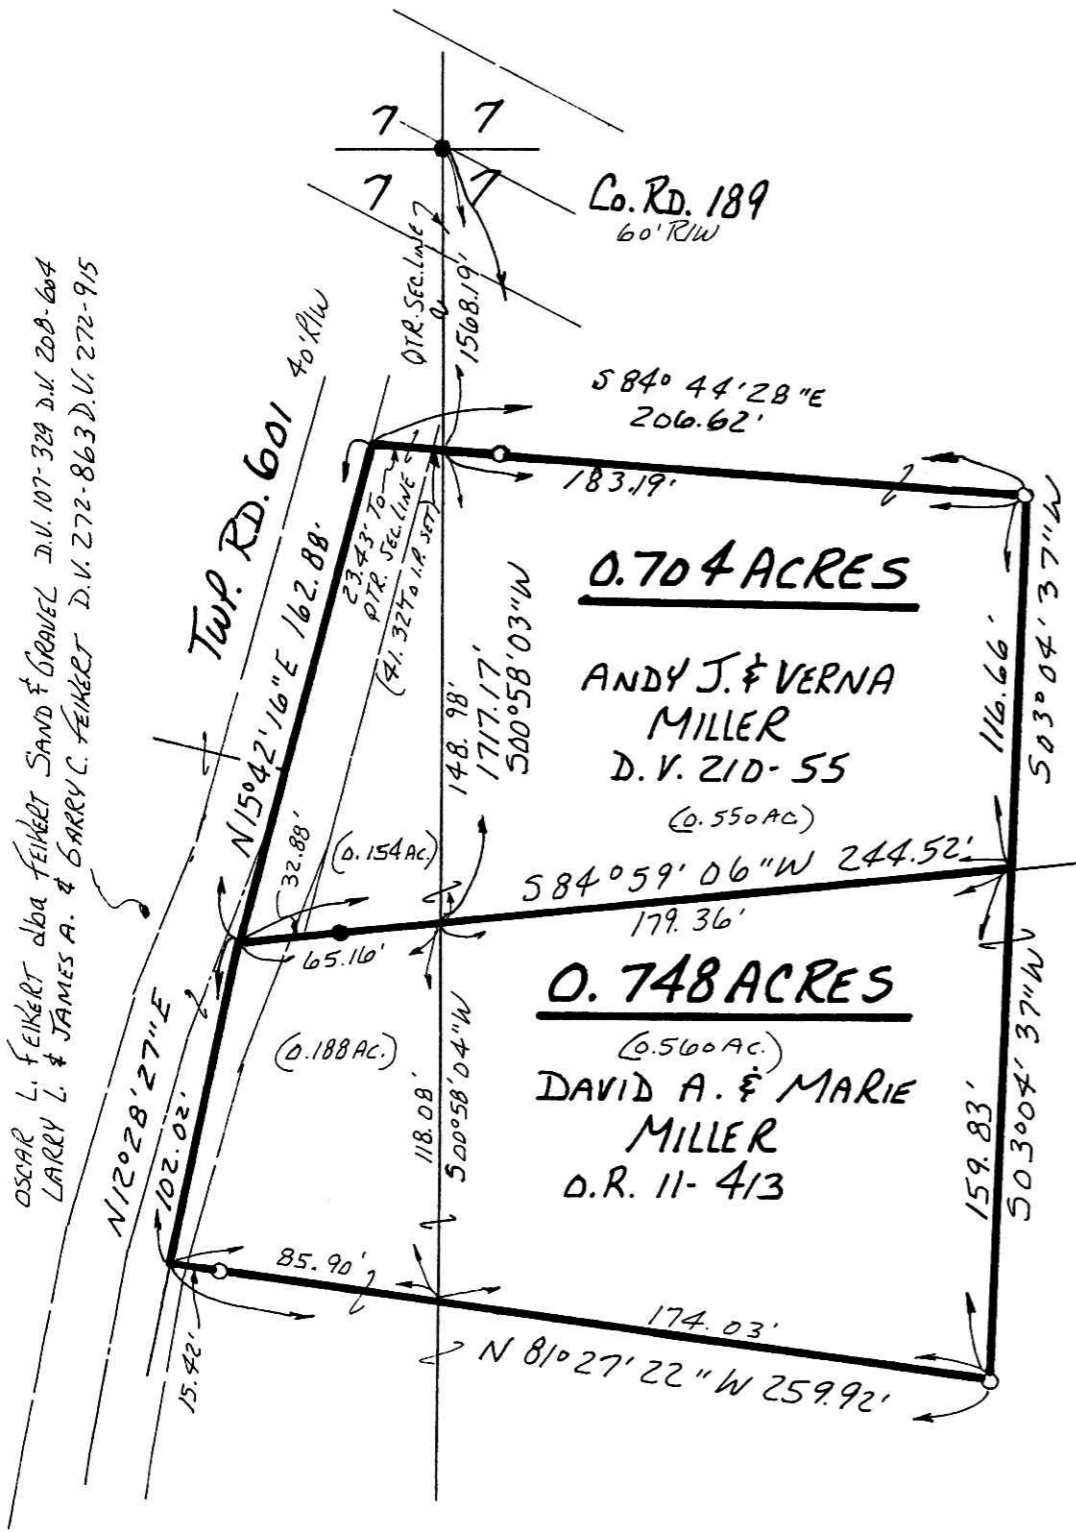 7 7
7 7
Co. RD. 189
60' R/W
QTR. SEC. LINE
1568.19'
40' R/W
TWP. RD. 601
OSCAR L. FEIKERT dba FEIKERT SAND & GRAVEL D.V. 107-329 D.V. 208-604
LARRY L. & JAMES A. & GARRY C. FEIKERT D.V. 272-863 D.V. 272-915
S 84° 44' 28" E
206.62'
183.19'
23.43' TO
QTR. SEC. LINE
(41.32 TO I.P. SET)
N 15° 42' 16" E 162.88'
0.704 ACRES
ANDY J. & VERNA
MILLER
D.V. 210-55
(0.550 AC)
148.98'
1717.17'
S00°58'03"W
116.66'
S 03° 04' 37" W
32.88'
(0.154 AC.)
S 84° 59' 06" W 244.52'
179.36'
65.16'
0.748 ACRES
(0.560 AC.)
DAVID A. & MARIE
MILLER
O.R. 11-413
(0.188 AC.)
118.08'
S00°58'04"W
159.83'
S 03° 04' 37" W
N 12° 28' 27" E
102.02'
85.90'
15.42'
174.03'
N 81° 27' 22" W 259.92'